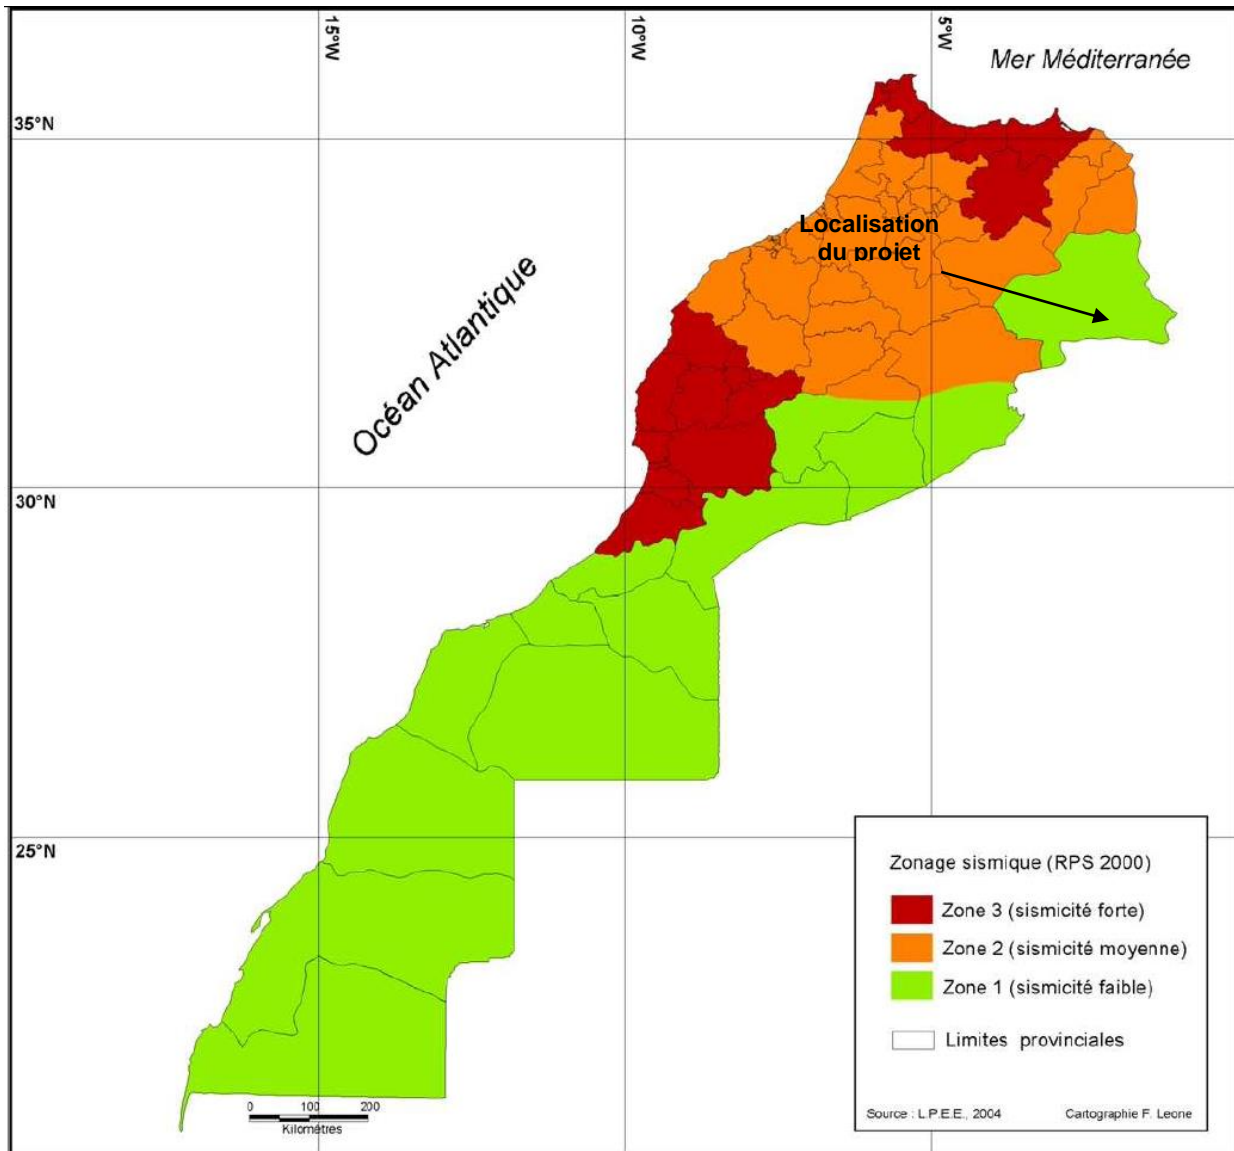 15°W
10°W
5°W
Mer Méditerranée
35°N
Localisation
du projet
Océan Atlantique
30°N
25°N
Zonage sismique (RPS 2000)
Zone 3 (sismicité forte)
Zone 2 (sismicité moyenne)
Zone 1 (sismicité faible)
Limites provinciales
0 100 200
Kilométres
Source : L.P.E.E., 2004 Cartographie F. Leone